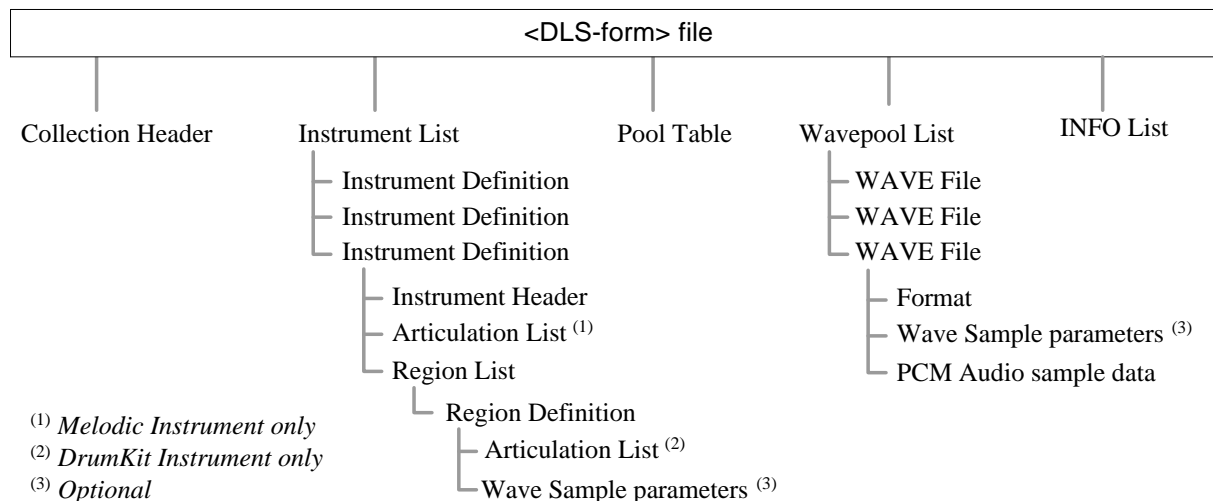 <DLS-form> file
Collection Header
Instrument List
Pool Table
Wavepool List
INFO List
Instrument Definition
Instrument Definition
Instrument Definition
Instrument Header
Articulation List (1)
Region List
Region Definition
Articulation List (2)
Wave Sample parameters (3)
WAVE File
WAVE File
WAVE File
Format
Wave Sample parameters (3)
PCM Audio sample data
(1) Melodic Instrument only
(2) DrumKit Instrument only
(3) Optional